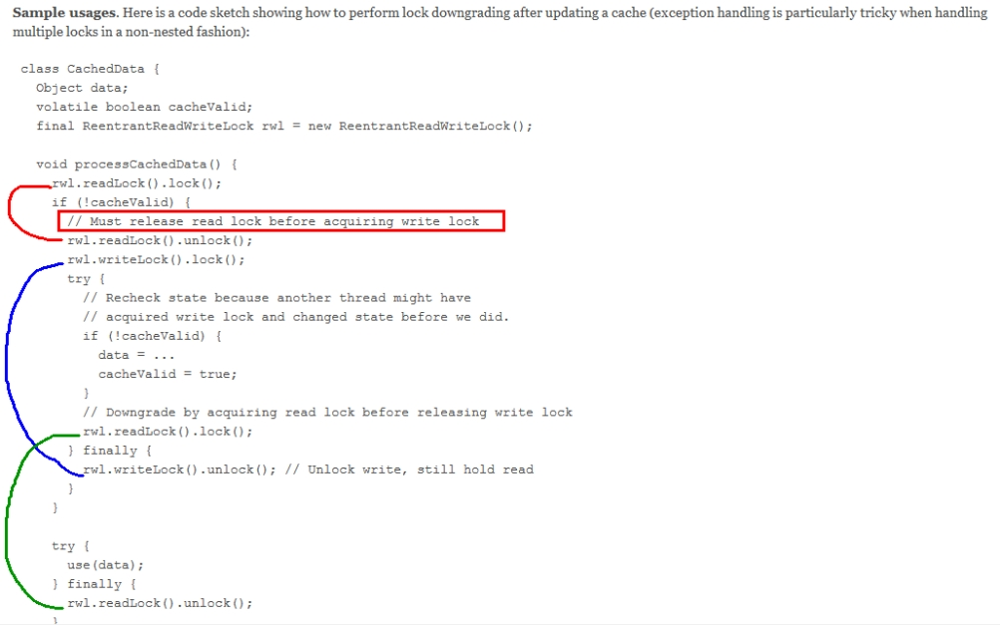 Sample usages. Here is a code sketch showing how to perform lock downgrading after updating a cache (exception handling is particularly tricky when handling
multiple locks in a non-nested fashion):
class CachedData {
  Object data;
  volatile boolean cacheValid;
  final ReentrantReadWriteLock rwl = new ReentrantReadWriteLock();

  void processCachedData() {
    rwl.readLock().lock();
    if (!cacheValid) {
      // Must release read lock before acquiring write lock
      rwl.readLock().unlock();
      rwl.writeLock().lock();
      try {
        // Recheck state because another thread might have
        // acquired write lock and changed state before we did.
        if (!cacheValid) {
          data = ...
          cacheValid = true;
        }
        // Downgrade by acquiring read lock before releasing write lock
        rwl.readLock().lock();
      } finally {
        rwl.writeLock().unlock(); // Unlock write, still hold read
      }
    }

    try {
      use(data);
    } finally {
      rwl.readLock().unlock();
    }